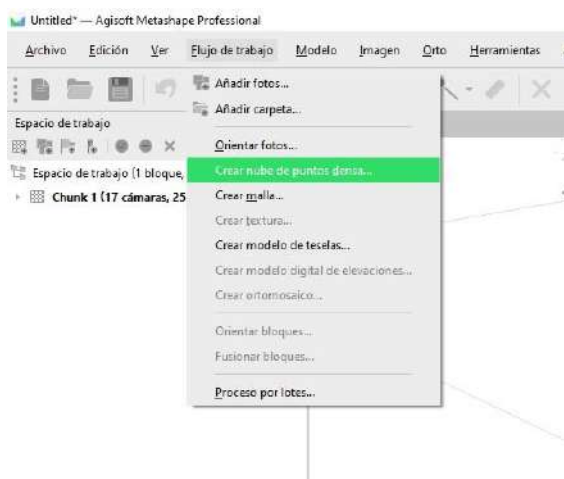 Untitled* — Agisoft Metashape Professional
Archivo Edición Ver Flujo de trabajo Modelo Imagen Orto Herramientas
Añadir fotos...
Añadir carpeta...
Espacio de trabajo
Orientar fotos...
Espacio de trabajo (1 bloque,
Crear nube de puntos densa...
Chunk 1 (17 cámaras, 25
Crear malla...
Crear textura...
Crear modelo de teselas...
Crear modelo digital de elevaciones...
Crear ortomosaico...
Orientar bloques...
Fusionar bloques...
Proceso por lotes...